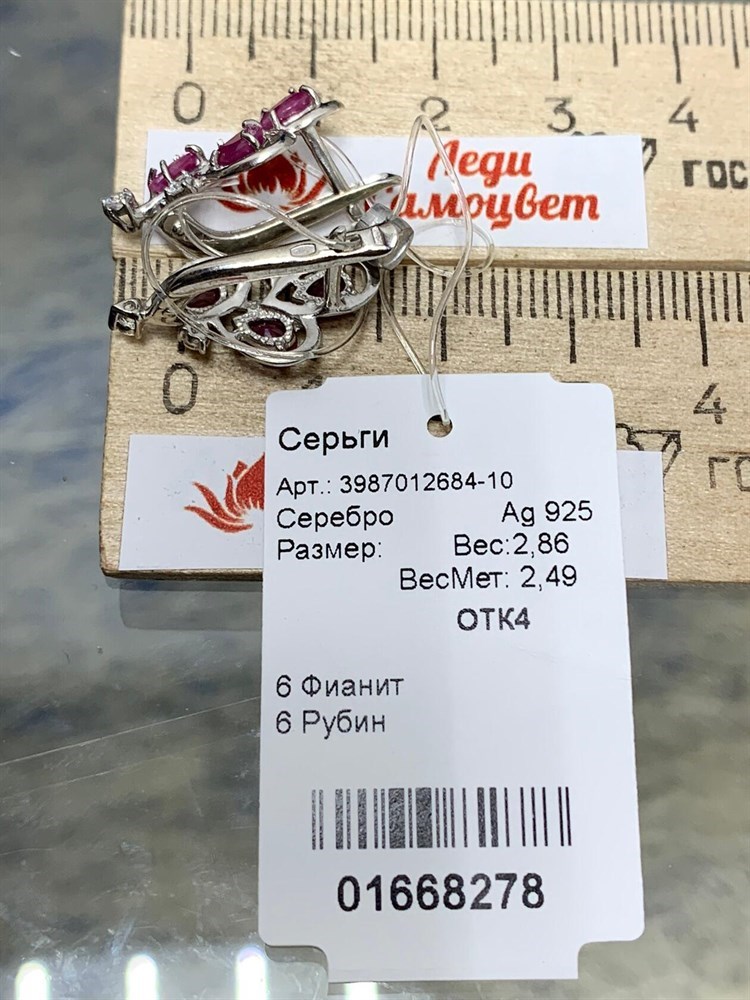 0 2 3 4
Леди
гос
Самоцвет
0 4
Г
Серьги
Арт.: 3987012684-10
Серебро Ag 925
Размер: Вес:2,86
ВесМет: 2,49
ОТК4
6 Фианит
6 Рубин
01668278